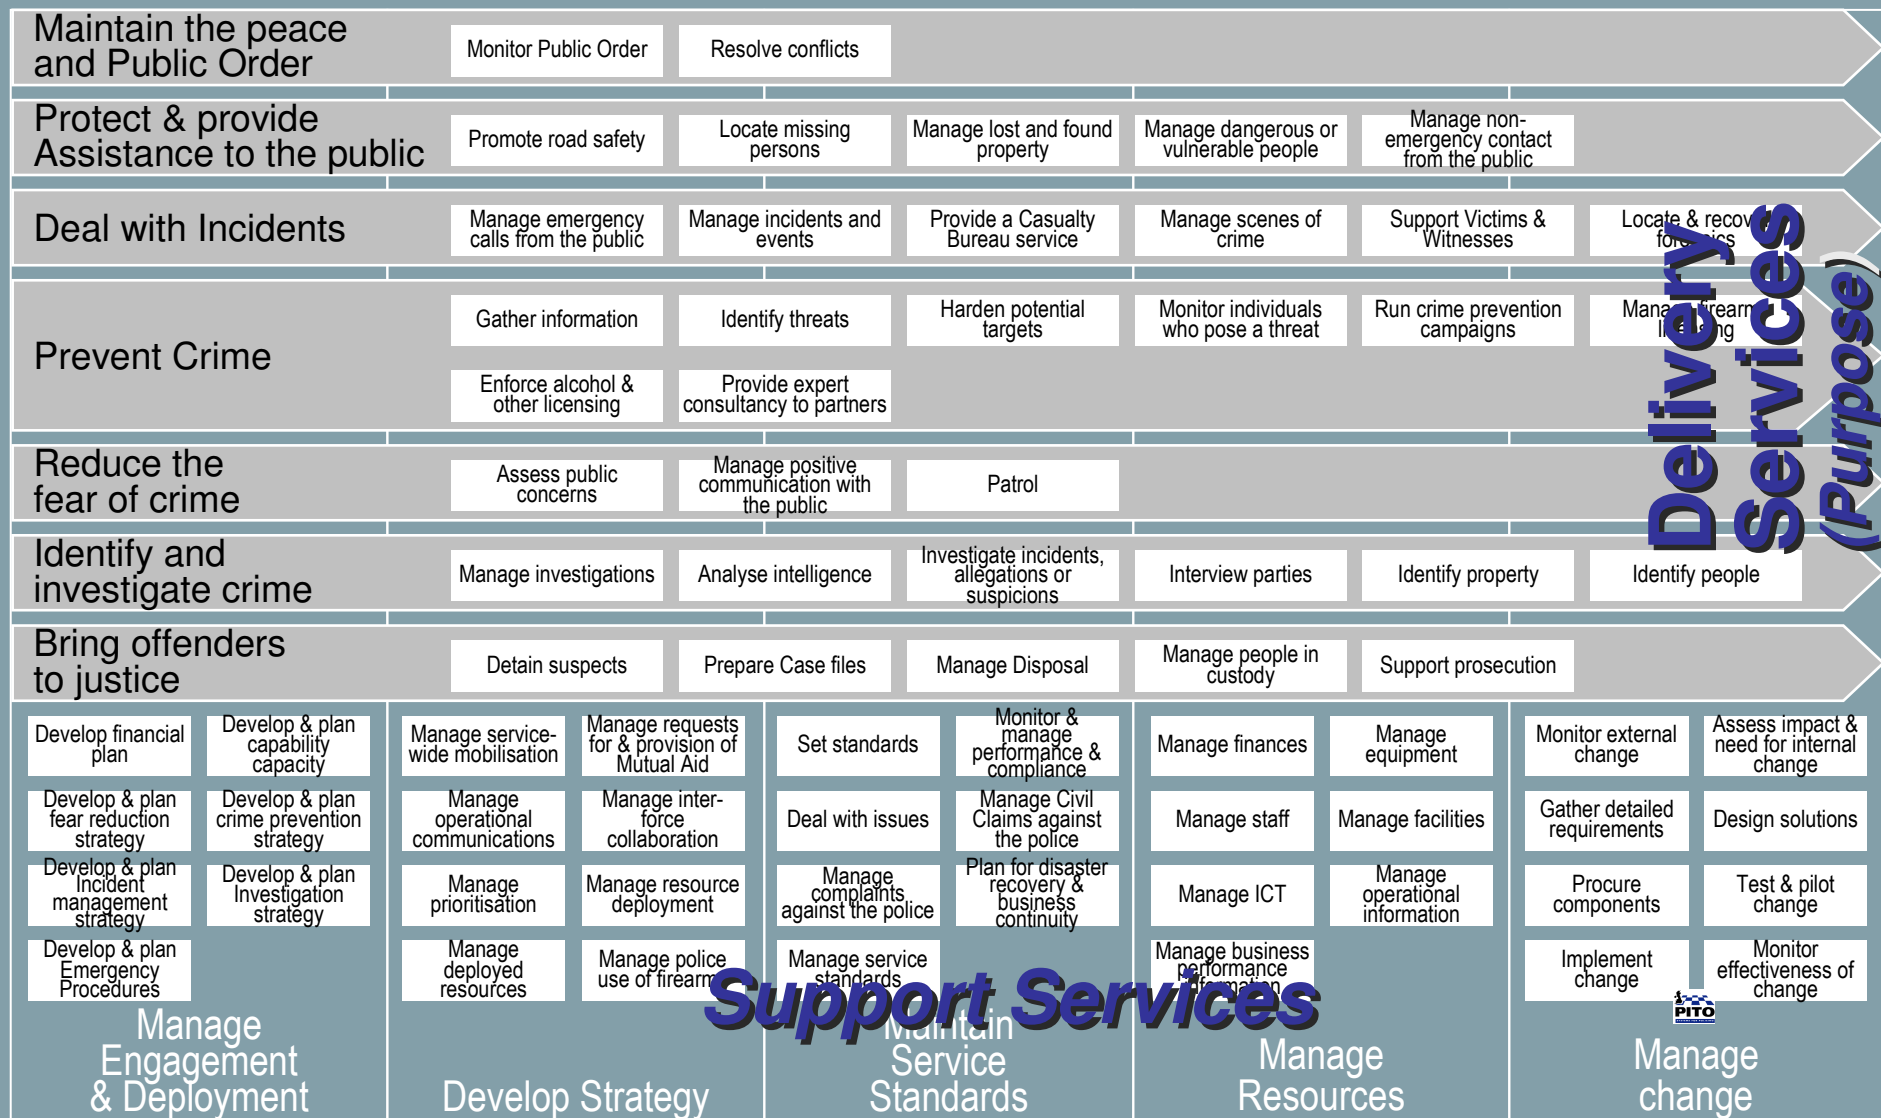 Maintain the peace
and Public Order
Monitor Public Order
Resolve conflicts
Protect & provide
Assistance to the public
Promote road safety
Locate missing
persons
Manage lost and found
property
Manage dangerous or
vulnerable people
Manage non-
emergency contact
from the public
Deal with Incidents
Manage emergency
calls from the public
Manage incidents and
events
Provide a Casualty
Bureau service
Manage scenes of
crime
Support Victims &
Witnesses
Locate & recover
forensics
Prevent Crime
Gather information
Identify threats
Harden potential
targets
Monitor individuals
who pose a threat
Run crime prevention
campaigns
Manage firearms
licensing
Enforce alcohol &
other licensing
Provide expert
consultancy to partners
Reduce the
fear of crime
Assess public
concerns
Manage positive
communication with
the public
Patrol
Identify and
investigate crime
Manage investigations
Analyse intelligence
Investigate incidents,
allegations or
suspicions
Interview parties
Identify property
Identify people
Bring offenders
to justice
Detain suspects
Prepare Case files
Manage Disposal
Manage people in
custody
Support prosecution
Delivery
Services
(Purpose)
Develop financial
plan
Develop & plan
capability
capacity
Develop & plan
fear reduction
strategy
Develop & plan
crime prevention
strategy
Develop & plan
Incident
management
strategy
Develop & plan
Investigation
strategy
Develop & plan
Emergency
Procedures
Manage
Engagement
& Deployment
Manage service-
wide mobilisation
Manage requests
for & provision of
Mutual Aid
Manage
operational
communications
Manage inter-
force
collaboration
Manage
prioritisation
Manage resource
deployment
Manage
deployed
resources
Manage police
use of firearms
Develop Strategy
Set standards
Monitor &
manage
performance &
compliance
Deal with issues
Manage Civil
Claims against
the police
Manage
complaints
against the police
Plan for disaster
recovery &
business
continuity
Manage service
standards
Maintain
Service
Standards
Manage finances
Manage
equipment
Manage staff
Manage facilities
Manage ICT
Manage
operational
information
Manage business
performance
information
Manage
Resources
Monitor external
change
Assess impact &
need for internal
change
Gather detailed
requirements
Design solutions
Procure
components
Test & pilot
change
Implement
change
Monitor
effectiveness of
change
PITO
Manage
change
Support Services